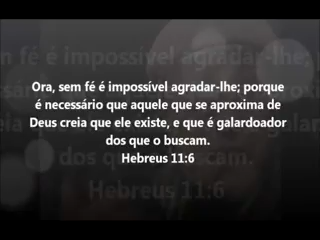 Ora, sem fé é impossível agradar-lhe; porque
é necessário que aquele que se aproxima de
Deus creia que ele existe, e que é galardoador
dos que o buscam.
Hebreus 11:6